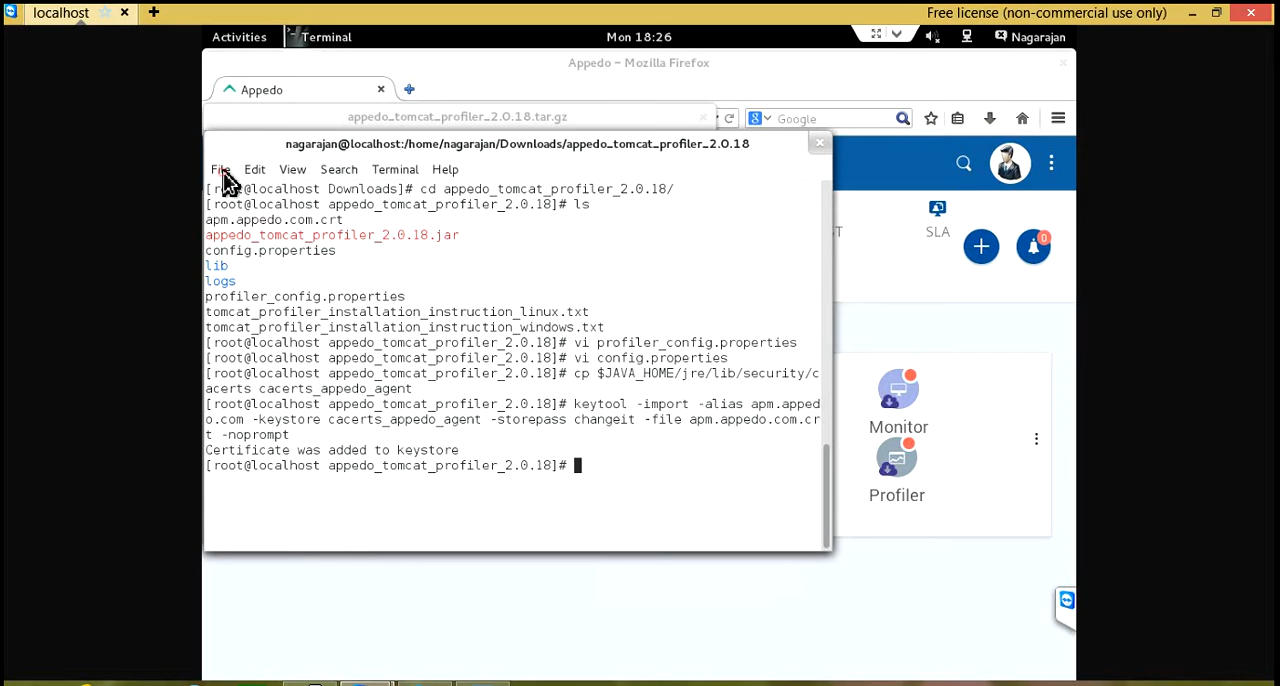 localhost
Free license (non-commercial use only)
Activities
Terminal
Mon 18:26
Nagarajan
Appedo - Mozilla Firefox
Appedo
appedo_tomcat_profiler_2.0.18.tar.gz
Google
nagarajan@localhost:/home/nagarajan/Downloads/appedo_tomcat_profiler_2.0.18
File Edit View Search Terminal Help
[root@localhost Downloads]# cd appedo_tomcat_profiler_2.0.18/
[root@localhost appedo_tomcat_profiler_2.0.18]# ls
apm.appedo.com.crt
appedo_tomcat_profiler_2.0.18.jar
config.properties
lib
logs
profiler_config.properties
tomcat_profiler_installation_instruction_linux.txt
tomcat_profiler_installation_instruction_windows.txt
[root@localhost appedo_tomcat_profiler_2.0.18]# vi profiler_config.properties
[root@localhost appedo_tomcat_profiler_2.0.18]# vi config.properties
[root@localhost appedo_tomcat_profiler_2.0.18]# cp $JAVA_HOME/jre/lib/security/c
acerts cacerts_appedo_agent
[root@localhost appedo_tomcat_profiler_2.0.18]# keytool -import -alias apm.apped
o.com -keystore cacerts_appedo_agent -storepass changeit -file apm.appedo.com.cr
t -noprompt
Certificate was added to keystore
[root@localhost appedo_tomcat_profiler_2.0.18]#
T
SLA
0
Monitor
Profiler